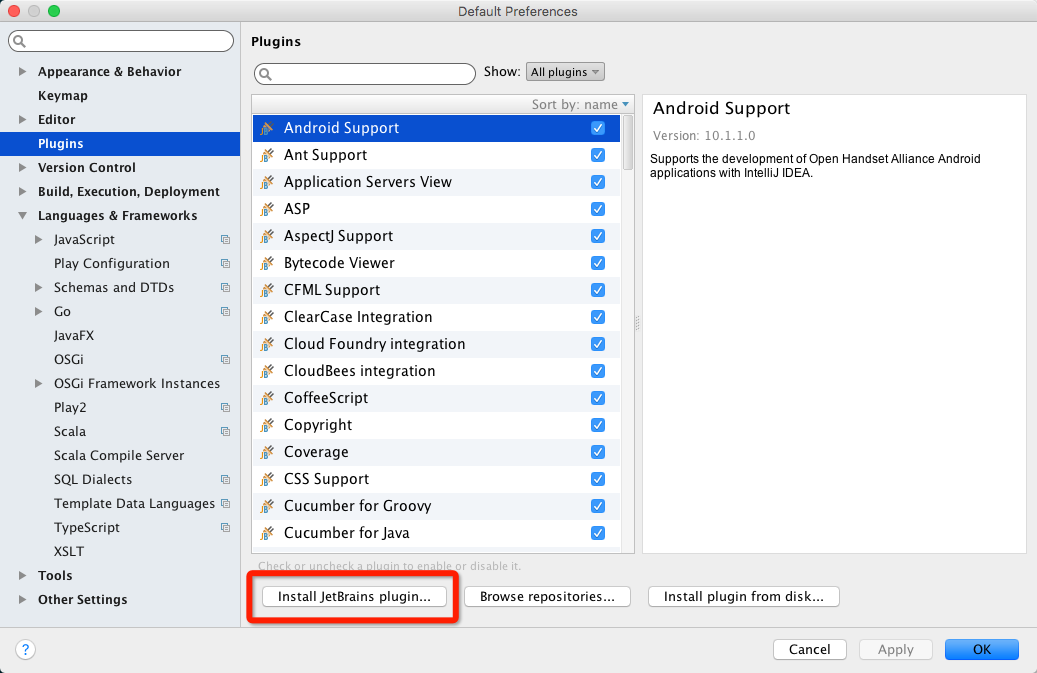 Default Preferences
Appearance & Behavior
Keymap
Editor
Plugins
Version Control
Build, Execution, Deployment
Languages & Frameworks
JavaScript
Play Configuration
Schemas and DTDs
Go
JavaFX
OSGi
OSGi Framework Instances
Play2
Scala
Scala Compile Server
SQL Dialects
Template Data Languages
TypeScript
XSLT
Tools
Other Settings
Plugins
Show: All plugins
Sort by: name
Android Support
Ant Support
Application Servers View
ASP
AspectJ Support
Bytecode Viewer
CFML Support
ClearCase Integration
Cloud Foundry integration
CloudBees integration
CoffeeScript
Copyright
Coverage
CSS Support
Cucumber for Groovy
Cucumber for Java
Android Support
Version: 10.1.1.0
Supports the development of Open Handset Alliance Android
applications with IntelliJ IDEA.
Check or uncheck a plugin to enable or disable it.
Install JetBrains plugin... Browse repositories... Install plugin from disk...
? Cancel Apply OK